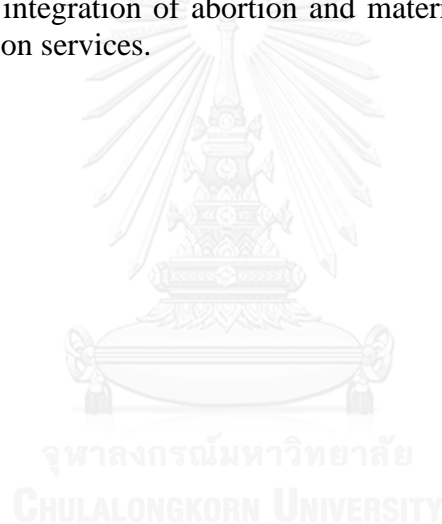 integration of abortion and matern
on services.
จุฬาลงกรณ์มหาวิทยาลัย
CHULALONGKORN UNIVERSITY